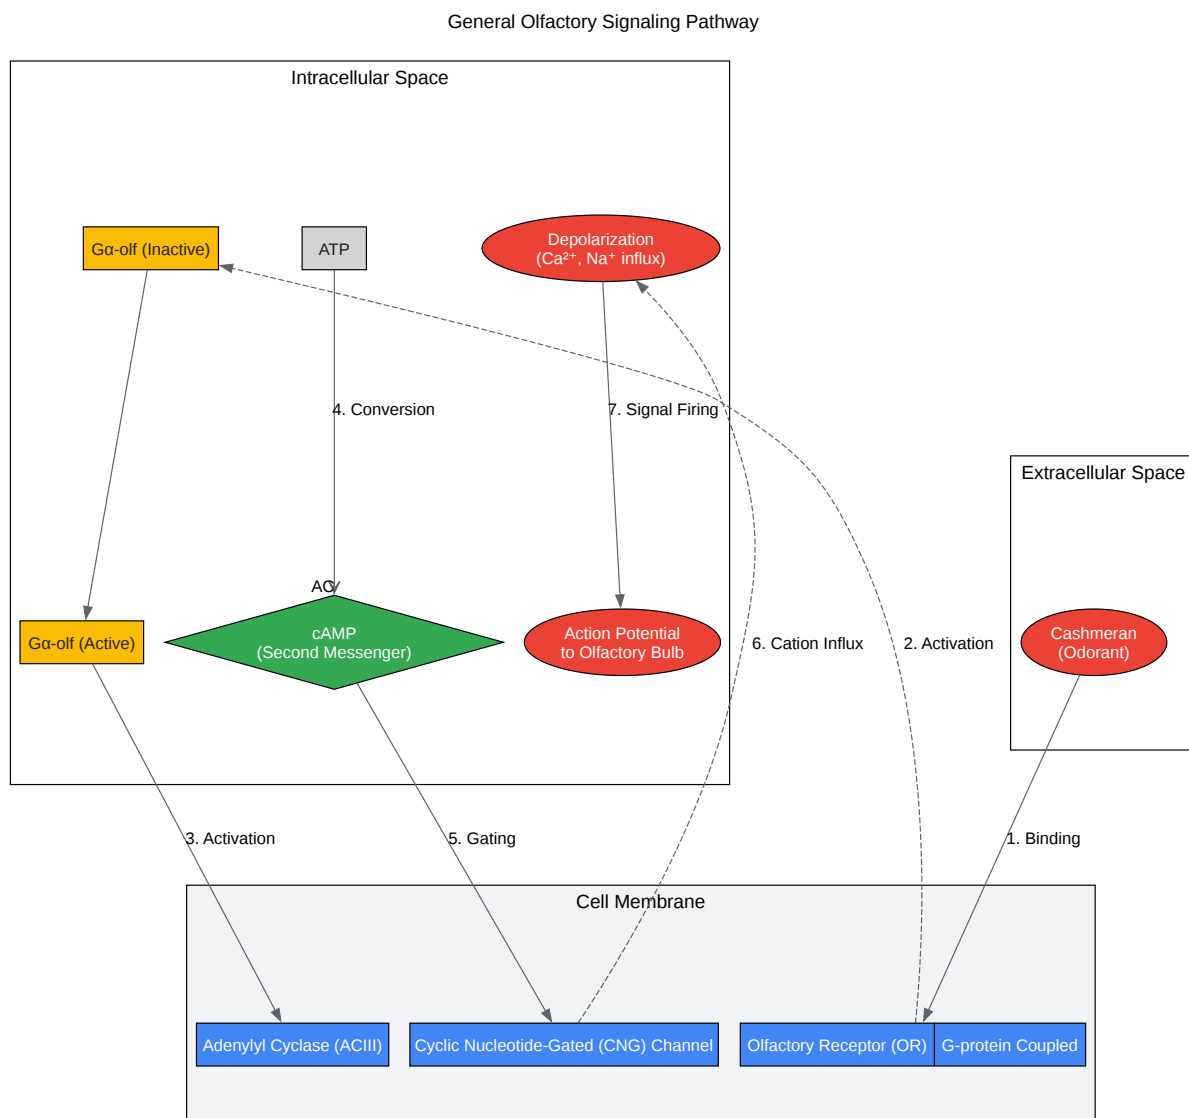 General Olfactory Signaling Pathway
Intracellular Space
Gα-olf (Inactive)
ATP
Depolarization
(Ca²⁺, Na⁺ influx)
4. Conversion
7. Signal Firing
Extracellular Space
AC
Gα-olf (Active)
cAMP
(Second Messenger)
Action Potential
to Olfactory Bulb
6. Cation Influx
2. Activation
Cashmeran
(Odorant)
3. Activation
5. Gating
1. Binding
Cell Membrane
Adenylyl Cyclase (ACIII)
Cyclic Nucleotide-Gated (CNG) Channel
Olfactory Receptor (OR)
G-protein Coupled